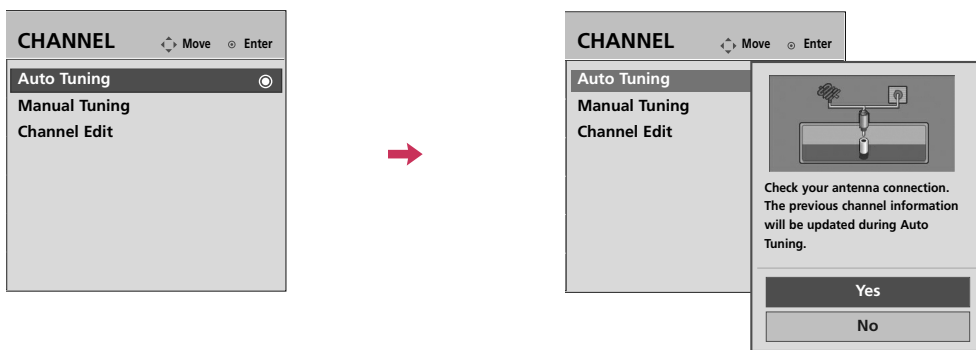 CHANNEL Move Enter
Auto Tuning
Manual Tuning
Channel Edit
CHANNEL Move Enter
Auto Tuning
Manual Tuning
Channel Edit
Check your antenna connection.
The previous channel information
will be updated during Auto
Tuning.
Yes
No